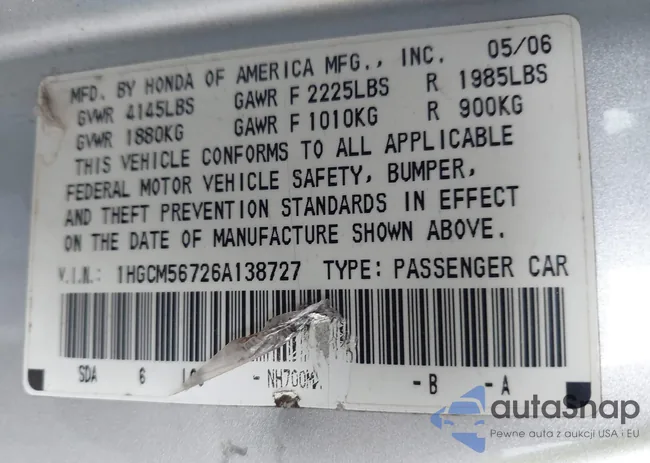 MFD. BY HONDA OF AMERICA MFG., INC. 05/06
GVWR 4145LBS GAWR F 2225LBS R 1985LBS
GVWR 1880KG GAWR F 1010KG R 900KG
THIS VEHICLE CONFORMS TO ALL APPLICABLE
FEDERAL MOTOR VEHICLE SAFETY, BUMPER,
AND THEFT PREVENTION STANDARDS IN EFFECT
ON THE DATE OF MANUFACTURE SHOWN ABOVE.
V.I.N.: 1HGCM56726A138727 TYPE: PASSENGER CAR
SDA 6 - NH700M -B -A
autaSnap
Pewne auta z aukcji USA i EU